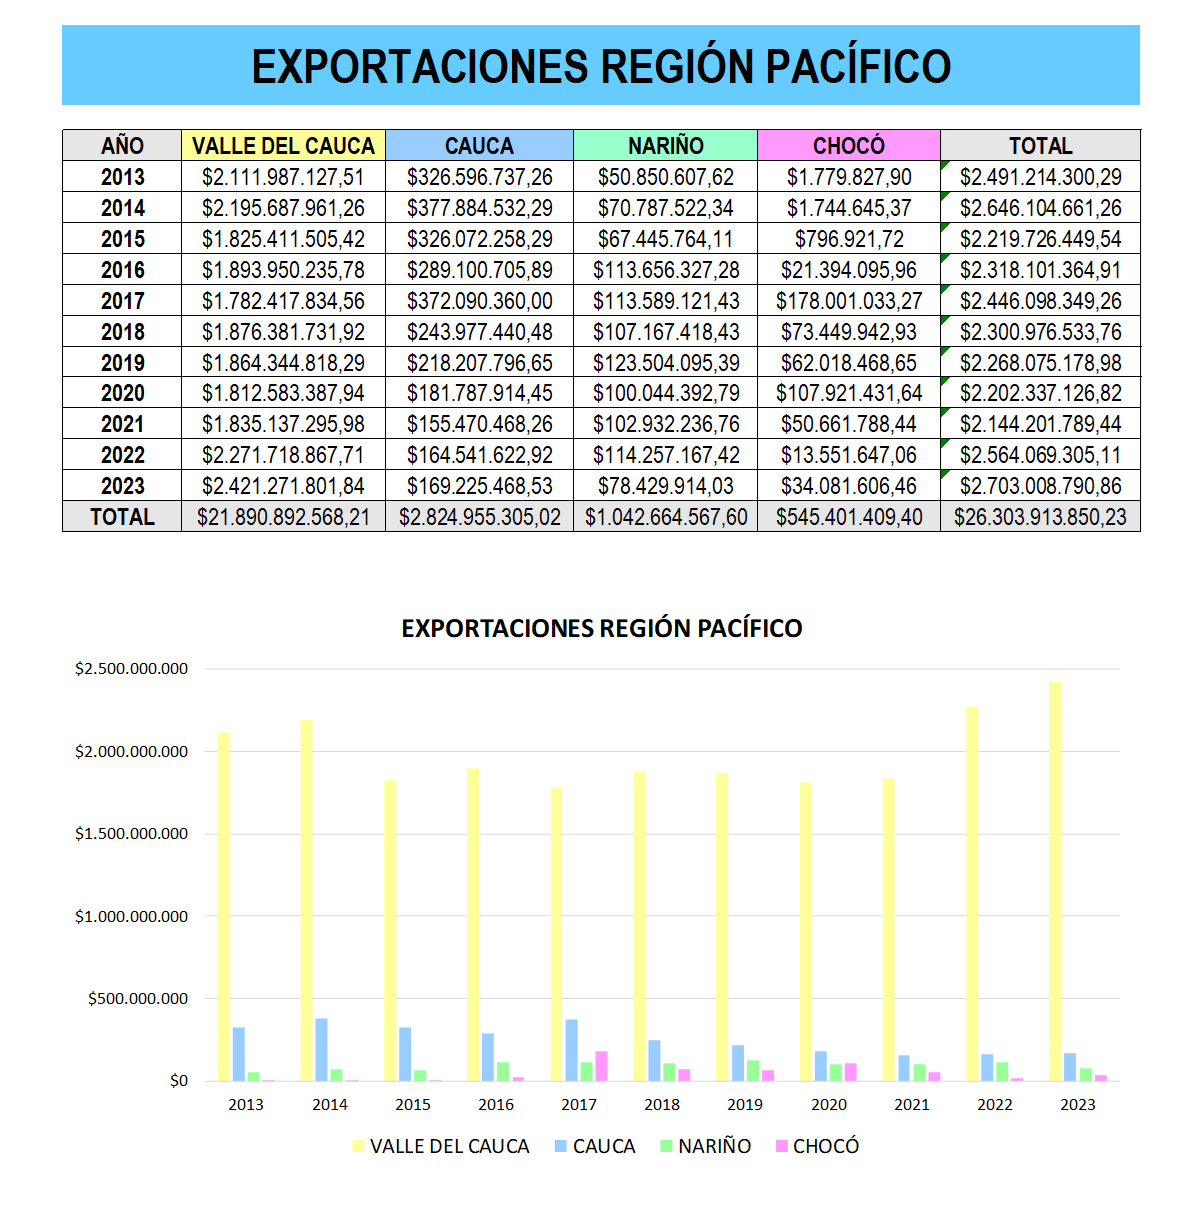 EXPORTACIONES REGIÓN PACÍFICO
AÑO VALLE DEL CAUCA CAUCA NARIÑO CHOCÓ TOTAL
2013 $2.111.987.127,51 $326.596.737,26 $50.850.607,62 $1.779.827,90 $2.491.214.300,29
2014 $2.195.687.961,26 $377.884.532,29 $70.787.522,34 $1.744.645,37 $2.646.104.661,26
2015 $1.825.411.505,42 $326.072.258,29 $67.445.764,11 $796.921,72 $2.219.726.449,54
2016 $1.893.950.235,78 $289.100.705,89 $113.656.327,28 $21.394.095,96 $2.318.101.364,91
2017 $1.782.417.834,56 $372.090.360,00 $113.589.121,43 $178.001.033,27 $2.446.098.349,26
2018 $1.876.381.731,92 $243.977.440,48 $107.167.418,43 $73.449.942,93 $2.300.976.533,76
2019 $1.864.344.818,29 $218.207.796,65 $123.504.095,39 $62.018.468,65 $2.268.075.178,98
2020 $1.812.583.387,94 $181.787.914,45 $100.044.392,79 $107.921.431,64 $2.202.337.126,82
2021 $1.835.137.295,98 $155.470.468,26 $102.932.236,76 $50.661.788,44 $2.144.201.789,44
2022 $2.271.718.867,71 $164.541.622,92 $114.257.167,42 $13.551.647,06 $2.564.069.305,11
2023 $2.421.271.801,84 $169.225.468,53 $78.429.914,03 $34.081.606,46 $2.703.008.790,86
TOTAL $21.890.892.568,21 $2.824.955.305,02 $1.042.664.567,60 $545.401.409,40 $26.303.913.850,23
EXPORTACIONES REGIÓN PACÍFICO
$2.500.000.000
$2.000.000.000
$1.500.000.000
$1.000.000.000
$500.000.000
$0
2013 2014 2015 2016 2017 2018 2019 2020 2021 2022 2023
VALLE DEL CAUCA CAUCA NARIÑO CHOCÓ